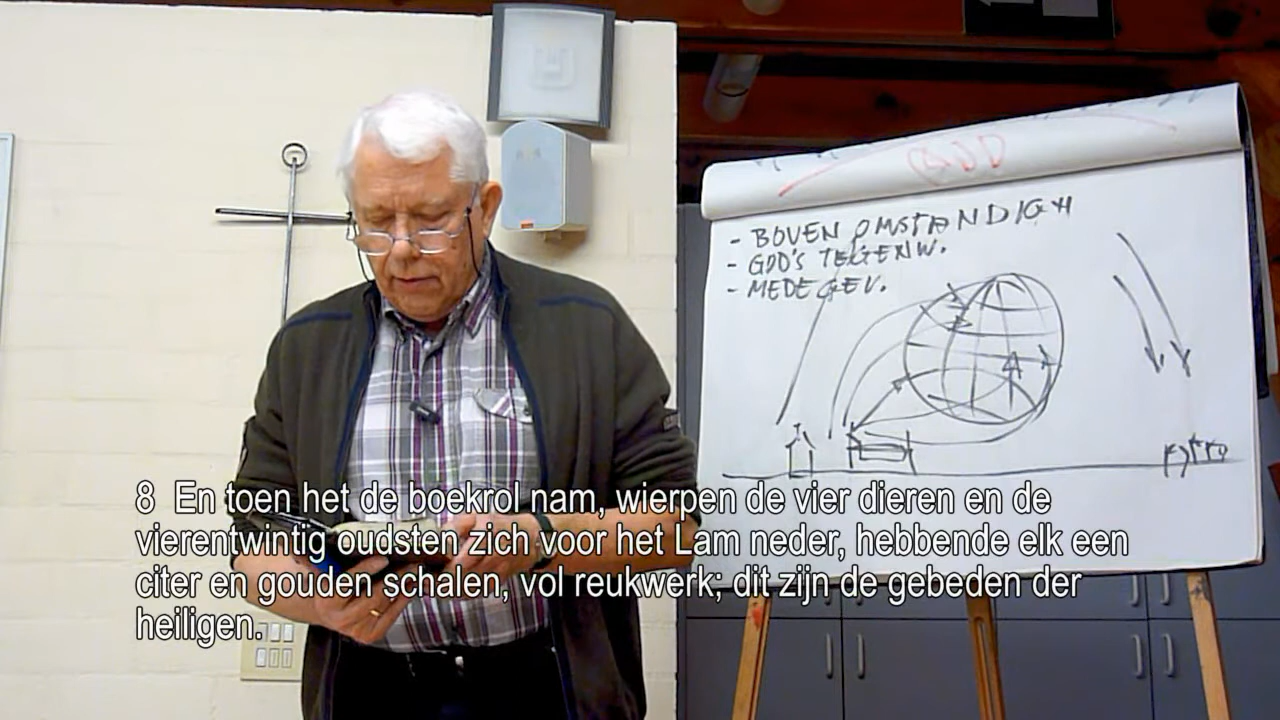 GOD
- BOVEN OMSTANDIGH
- GOD'S TEGENW.
- MEDEGEV.
8 En toen het de boekrol nam, wierpen de vier dieren en de
vierentwintig oudsten zich voor het Lam neder, hebbende elk een
citer en gouden schalen, vol reukwerk; dit zijn de gebeden der
heiligen.